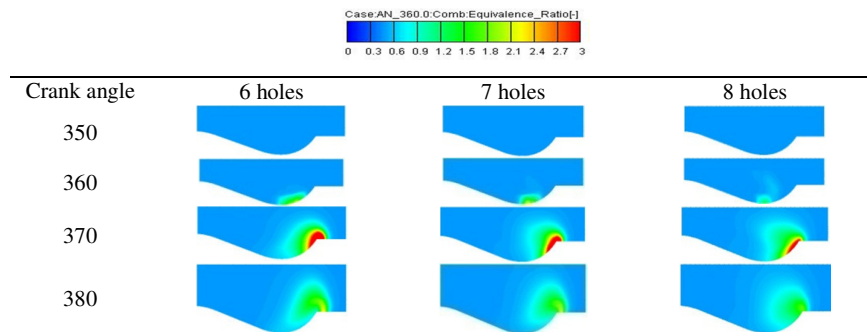 Case:AN_360.0:Comb:Equivalence_Ratio[-]
0 0.3 0.6 0.9 1.2 1.5 1.8 2.1 2.4 2.7 3
Crank angle 6 holes 7 holes 8 holes
350
360
370
380